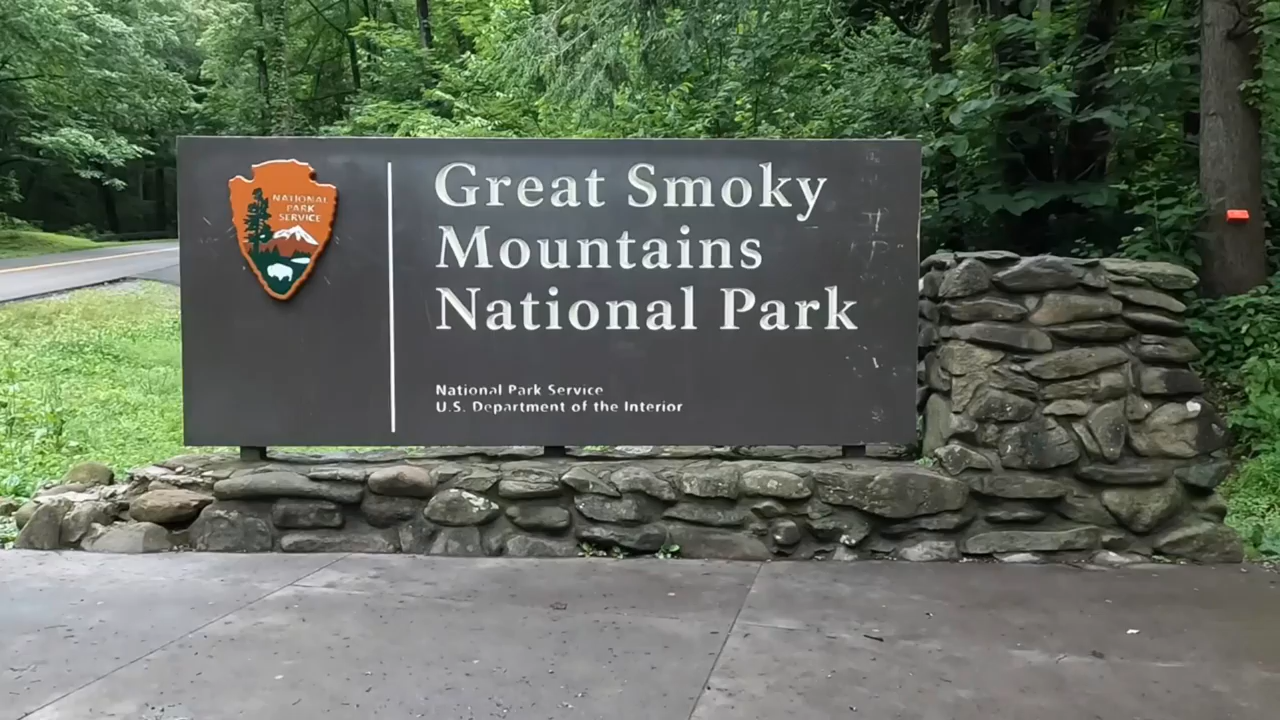 NATIONAL
PARK
SERVICE
Great Smoky
Mountains
National Park
National Park Service
U.S. Department of the Interior